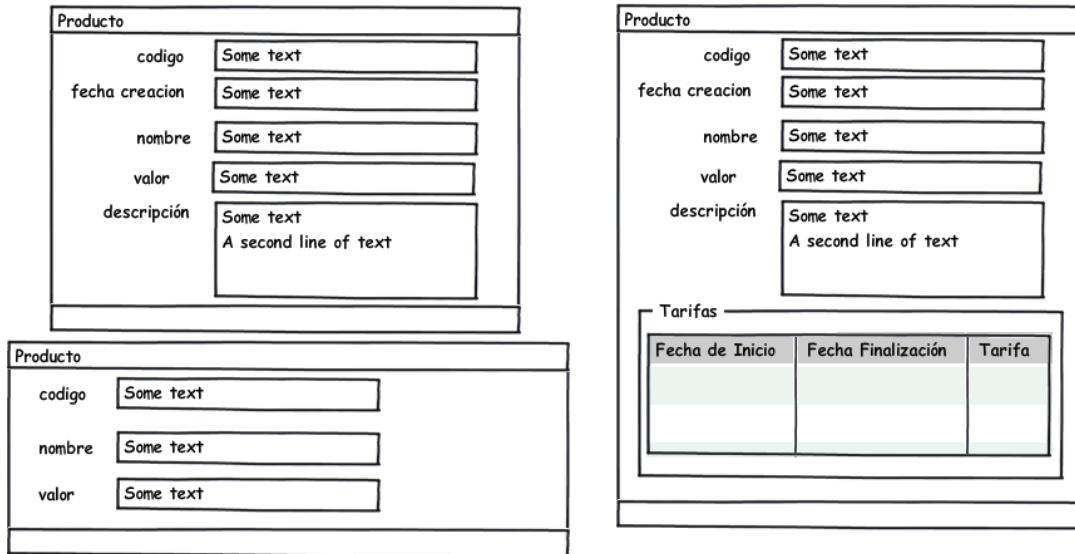 Producto
codigo Some text
fecha creacion Some text
nombre Some text
valor Some text
descripción Some text
A second line of text
Producto
codigo Some text
nombre Some text
valor Some text
Producto
codigo Some text
fecha creacion Some text
nombre Some text
valor Some text
descripción Some text
A second line of text
Tarifas
Fecha de Inicio Fecha Finalización Tarifa